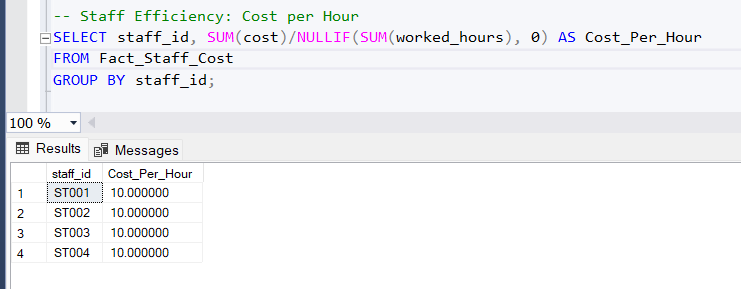 -- Staff Efficiency: Cost per Hour
SELECT staff_id, SUM(cost)/NULLIF(SUM(worked_hours), 0) AS Cost_Per_Hour
FROM Fact_Staff_Cost
GROUP BY staff_id;
100 %
Results Messages
staff_id Cost_Per_Hour
1 ST001 10.000000
2 ST002 10.000000
3 ST003 10.000000
4 ST004 10.000000